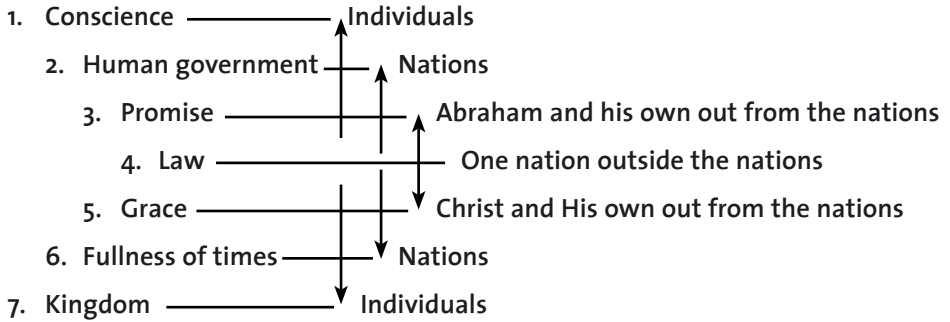 1. Conscience Individuals
2. Human government Nations
3. Promise Abraham and his own out from the nations
4. Law One nation outside the nations
5. Grace Christ and His own out from the nations
6. Fullness of times Nations
7. Kingdom Individuals